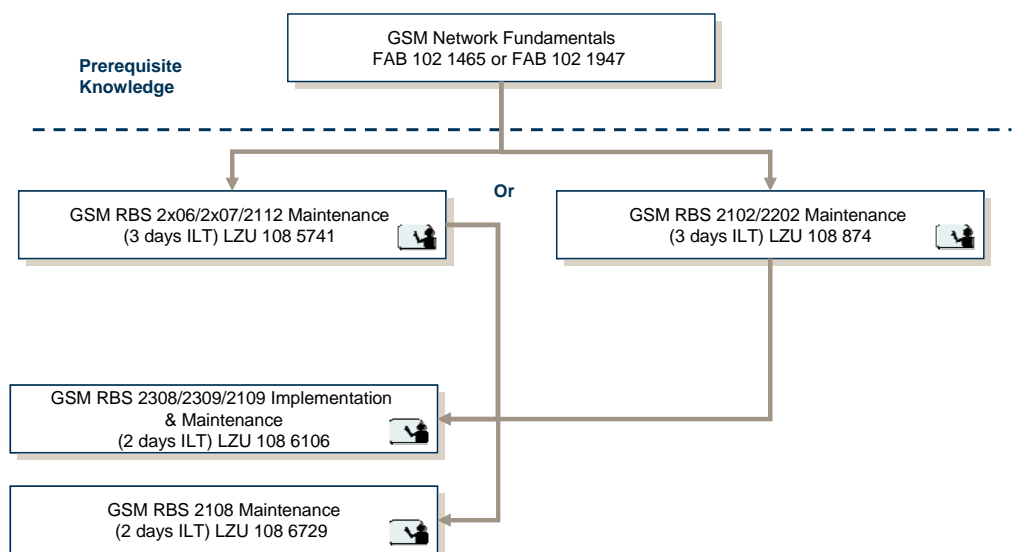 GSM Network Fundamentals
FAB 102 1465 or FAB 102 1947
Prerequisite
Knowledge
Or
GSM RBS 2x06/2x07/2112 Maintenance
(3 days ILT) LZU 108 5741
GSM RBS 2102/2202 Maintenance
(3 days ILT) LZU 108 874
GSM RBS 2308/2309/2109 Implementation
& Maintenance
(2 days ILT) LZU 108 6106
GSM RBS 2108 Maintenance
(2 days ILT) LZU 108 6729